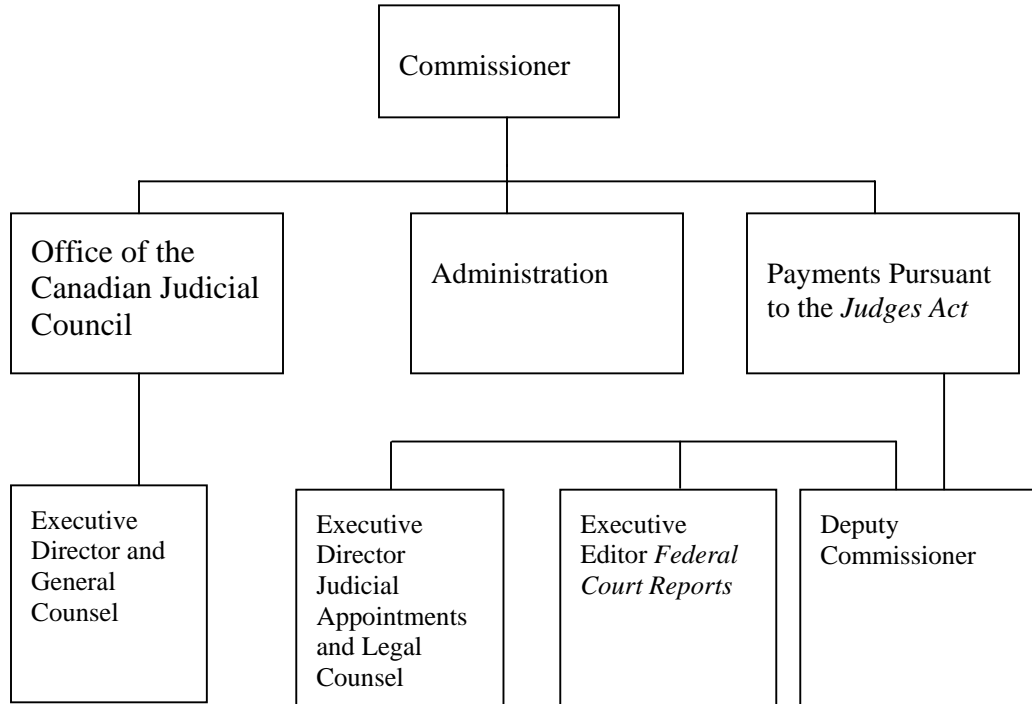 Commissioner
Office of the
Canadian Judicial
Council
Administration
Payments Pursuant
to the Judges Act
Executive
Director and
General
Counsel
Executive
Director
Judicial
Appointments
and Legal
Counsel
Executive
Editor Federal
Court Reports
Deputy
Commissioner